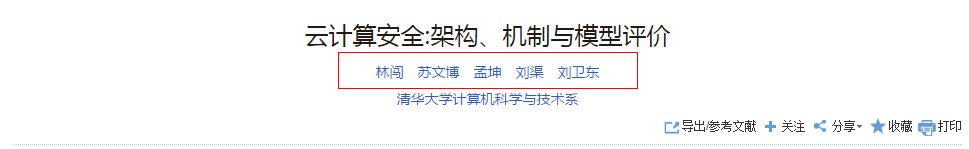 云计算安全:架构、机制与模型评价
林闯 苏文博 孟坤 刘渠 刘卫东
清华大学计算机科学与技术系
导出/参考文献 关注 分享 收藏 打印